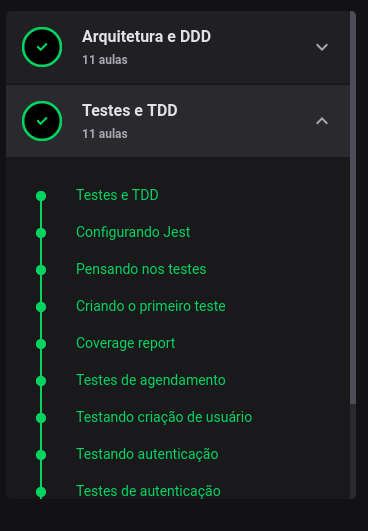 Arquitetura e DDD
11 aulas
Testes e TDD
11 aulas
Testes e TDD
Configurando Jest
Pensando nos testes
Criando o primeiro teste
Coverage report
Testes de agendamento
Testando criação de usuário
Testando autenticação
Testes de autenticação